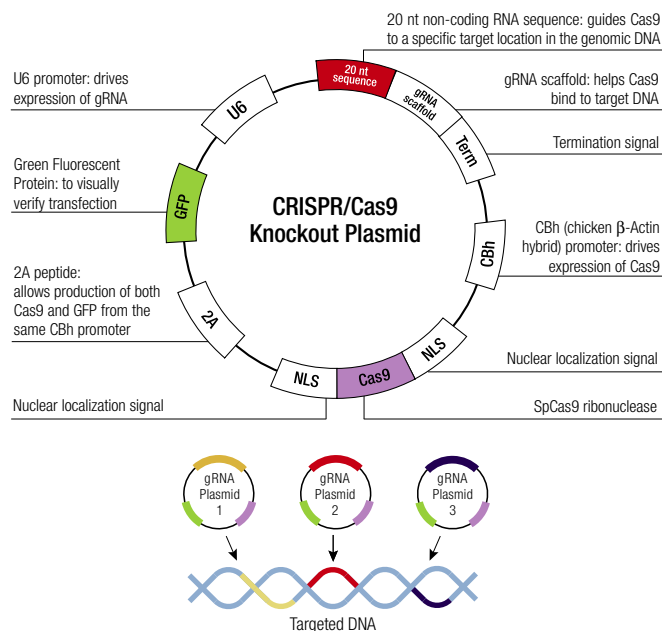 20 nt non-coding RNA sequence: guides Cas9
to a specific target location in the genomic DNA
U6 promoter: drives
expression of gRNA
20 nt
sequence
gRNA
scaffold
gRNA scaffold: helps Cas9
bind to target DNA
U6
Term
Termination signal
Green Fluorescent
Protein: to visually
verify transfection
GFP
CRISPR/Cas9
Knockout Plasmid
CBh
CBh (chicken β-Actin
hybrid) promoter: drives
expression of Cas9
2A peptide:
allows production of both
Cas9 and GFP from the
same CBh promoter
2A
NLS
Cas9
NLS
Nuclear localization signal
Nuclear localization signal
SpCas9 ribonuclease
gRNA
Plasmid
1
gRNA
Plasmid
2
gRNA
Plasmid
3
Targeted DNA